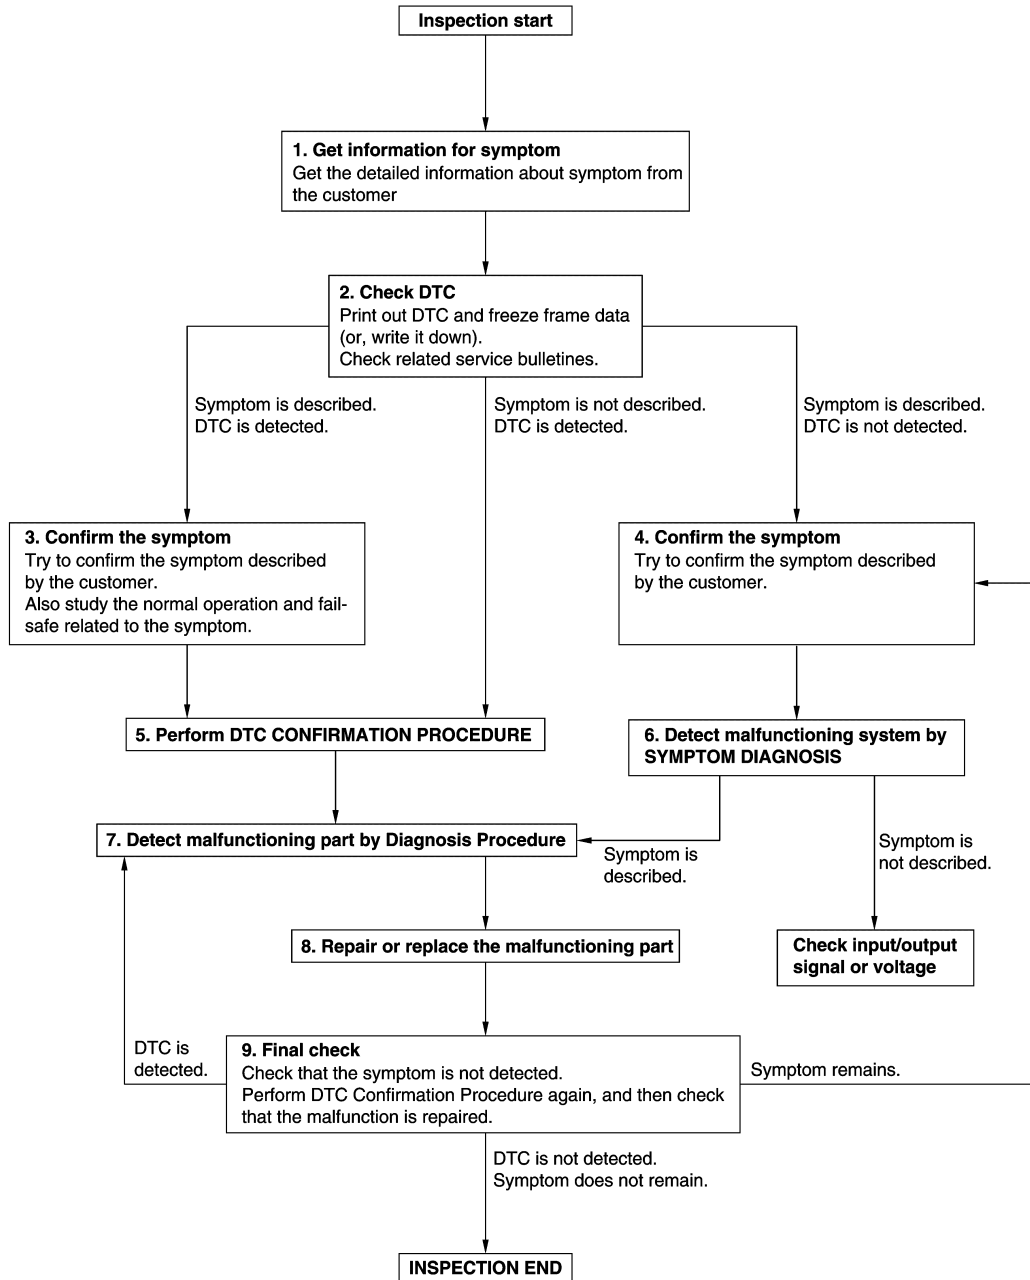 Inspection start
1. Get information for symptom
Get the detailed information about symptom from
the customer
2. Check DTC
Print out DTC and freeze frame data
(or, write it down).
Check related service bulletines.
Symptom is described.
DTC is detected.
Symptom is not described.
DTC is detected.
Symptom is described.
DTC is not detected.
3. Confirm the symptom
Try to confirm the symptom described
by the customer.
Also study the normal operation and fail-
safe related to the symptom.
4. Confirm the symptom
Try to confirm the symptom described
by the customer.
5. Perform DTC CONFIRMATION PROCEDURE
6. Detect malfunctioning system by
SYMPTOM DIAGNOSIS
7. Detect malfunctioning part by Diagnosis Procedure
Symptom is
described.
Symptom is
not described.
8. Repair or replace the malfunctioning part
Check input/output
signal or voltage
DTC is
detected.
9. Final check
Check that the symptom is not detected.
Perform DTC Confirmation Procedure again, and then check
that the malfunction is repaired.
Symptom remains.
DTC is not detected.
Symptom does not remain.
INSPECTION END